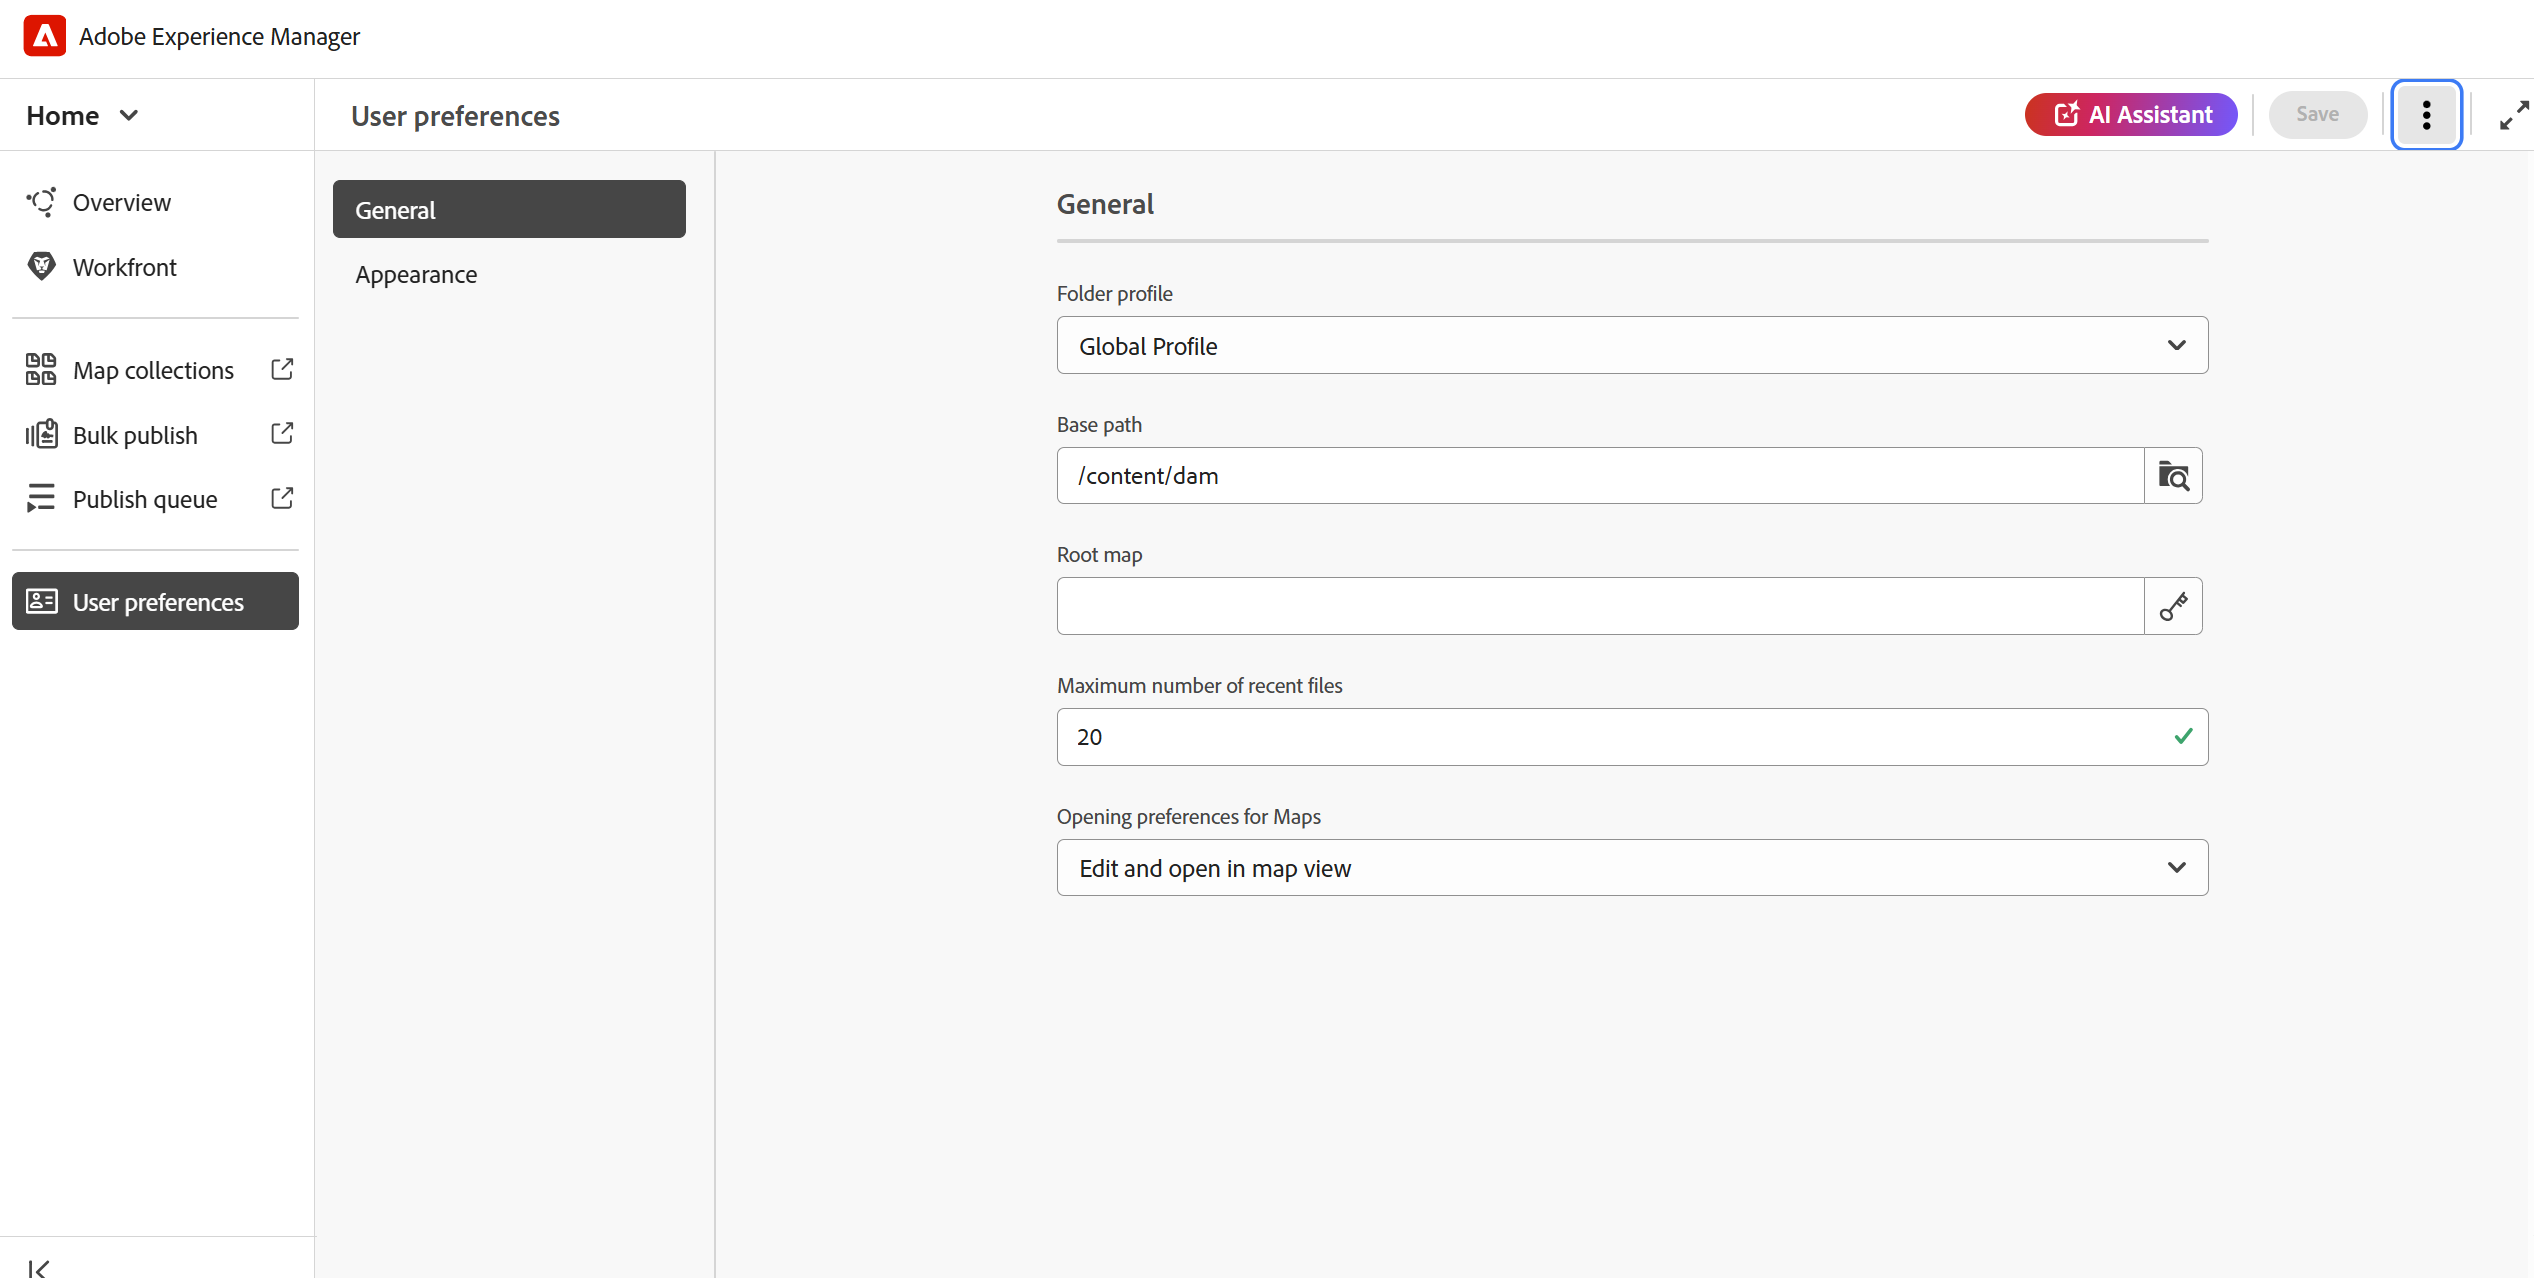 Adobe Experience Manager
Home
User preferences
AI Assistant
Save
Overview
Workfront
Map collections
Bulk publish
Publish queue
User preferences
General
Appearance
General
Folder profile
Global Profile
Base path
/content/dam
Root map
Maximum number of recent files
20
Opening preferences for Maps
Edit and open in map view